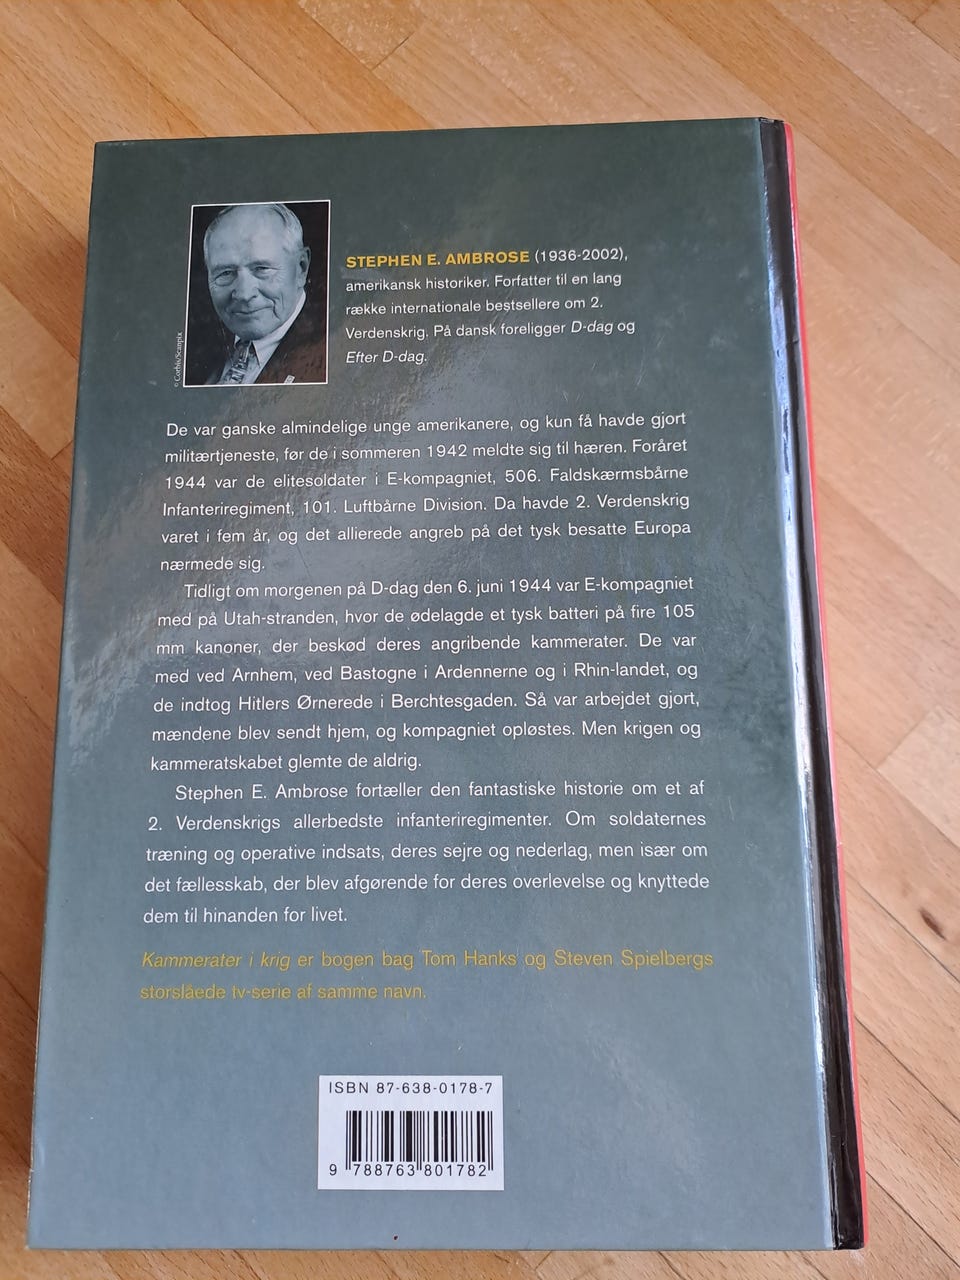 STEPHEN E. AMBROSE (1936-2002),
amerikansk historiker. Forfatter til en lang
række internationale bestsellere om 2.
Verdenskrig. På dansk foreligger D-dag og
Efter D-dag.
© Corbis/Scanpix
De var ganske almindelige unge amerikanere, og kun få havde gjort
militærtjeneste, før de i sommeren 1942 meldte sig til hæren. Foråret
1944 var de elitesoldater i E-kompagniet, 506. Faldskærmsbårne
Infanteriregiment, 101. Luftbårne Division. Da havde 2. Verdenskrig
varet i fem år, og det allierede angreb på det tysk besatte Europa
nærmede sig.
Tidligt om morgenen på D-dag den 6. juni 1944 var E-kompagniet
med på Utah-stranden, hvor de ødelagde et tysk batteri på fire 105
mm kanoner, der beskød deres angribende kammerater. De var
med ved Arnhem, ved Bastogne i Ardennerne og i Rhin-landet, og
de indtog Hitlers Ørnerede i Berchtesgaden. Så var arbejdet gjort,
mændene blev sendt hjem, og kompagniet opløstes. Men krigen og
kammeratskabet glemte de aldrig.
Stephen E. Ambrose fortæller den fantastiske historie om et af
2. Verdenskrigs allerbedste infanteriregimenter. Om soldaternes
træning og operative indsats, deres sejre og nederlag, men især om
det fællesskab, der blev afgørende for deres overlevelse og knyttede
dem til hinanden for livet.
Kammerater i krig er bogen bag Tom Hanks og Steven Spielbergs
storslåede tv-serie af samme navn.
ISBN 87-638-0178-7
9 788763 801782